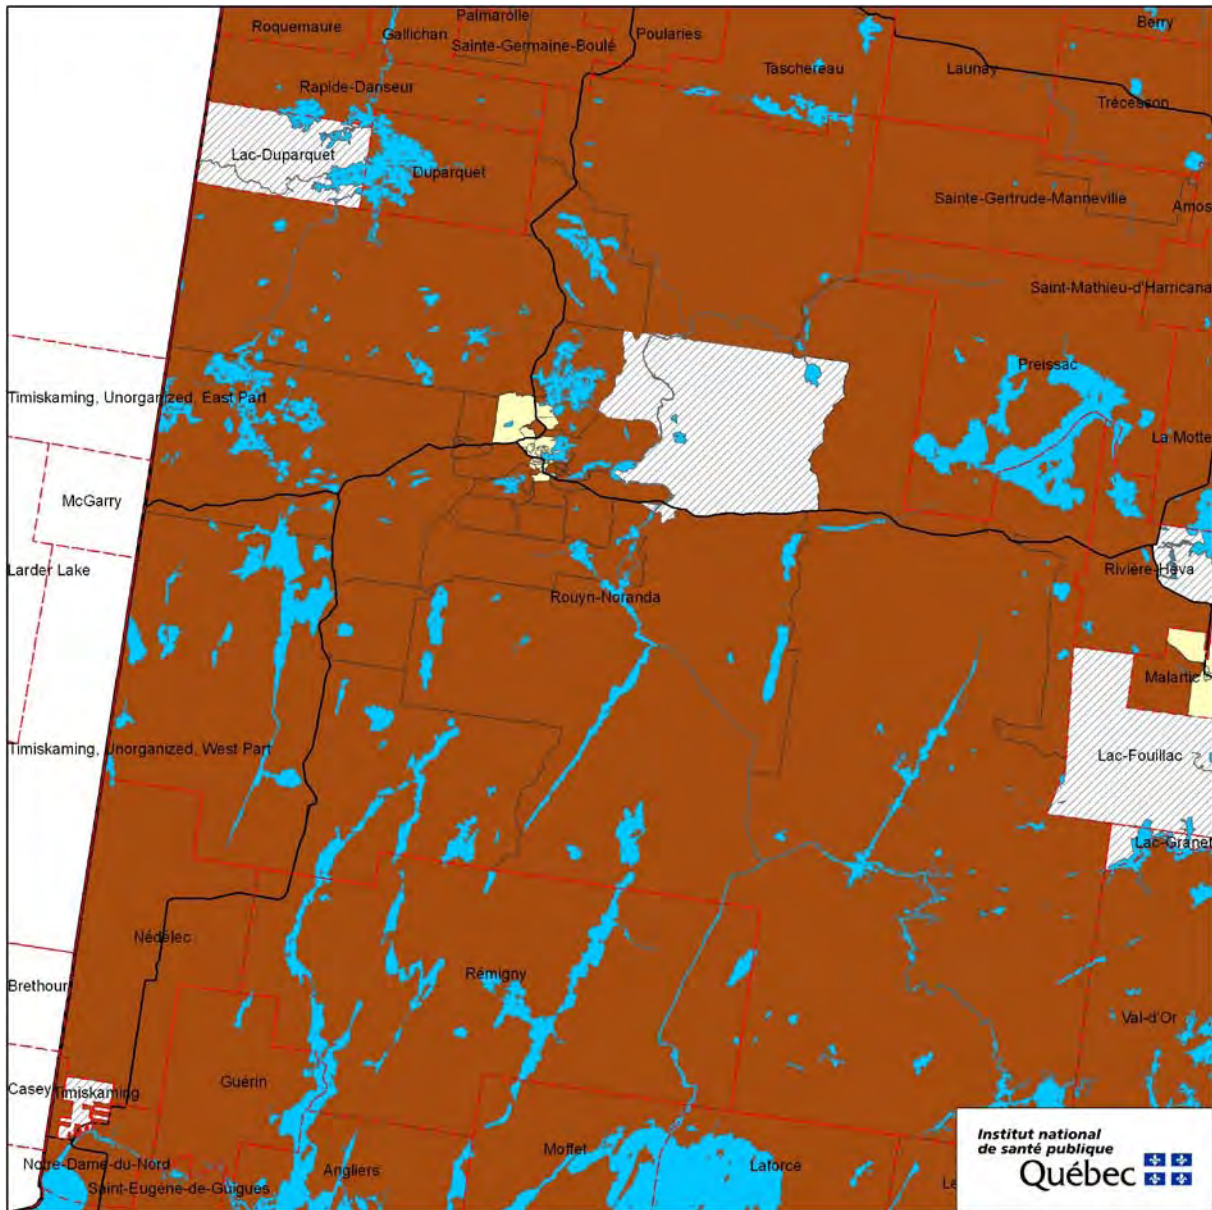 Palmarolle
Roquemaure
Gallichan
Poularies
Berry
Sainte-Germaine-Boulé
Taschereau
Launay
Rapide-Danseur
Trécesson
Lac-Duparquet
Duparquet
Sainte-Gertrude-Manneville
Amos
Saint-Mathieu-d'Harricana
Preissac
Timiskaming, Unorganized, East Part
La Motte
McGarry
Larder Lake
Rivière-Héva
Rouyn-Noranda
Malartic
Timiskaming, Unorganized, West Part
Lac-Fouillac
Lac-Granet
Nédélec
Rémigny
Brethour
Val-d'Or
Guérin
Casey
Timiskaming
Moffet
Laforce
Notre-Dame-du-Nord
Angliers
Saint-Eugène-de-Guigues
Le
Institut national
de santé publique
Québec